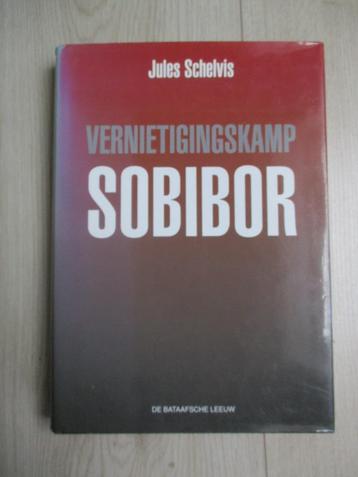 Jules Schelvis
VERNIETIGINGSKAMP
SOBIBOR
DE BATAAFSCHE LEEUW